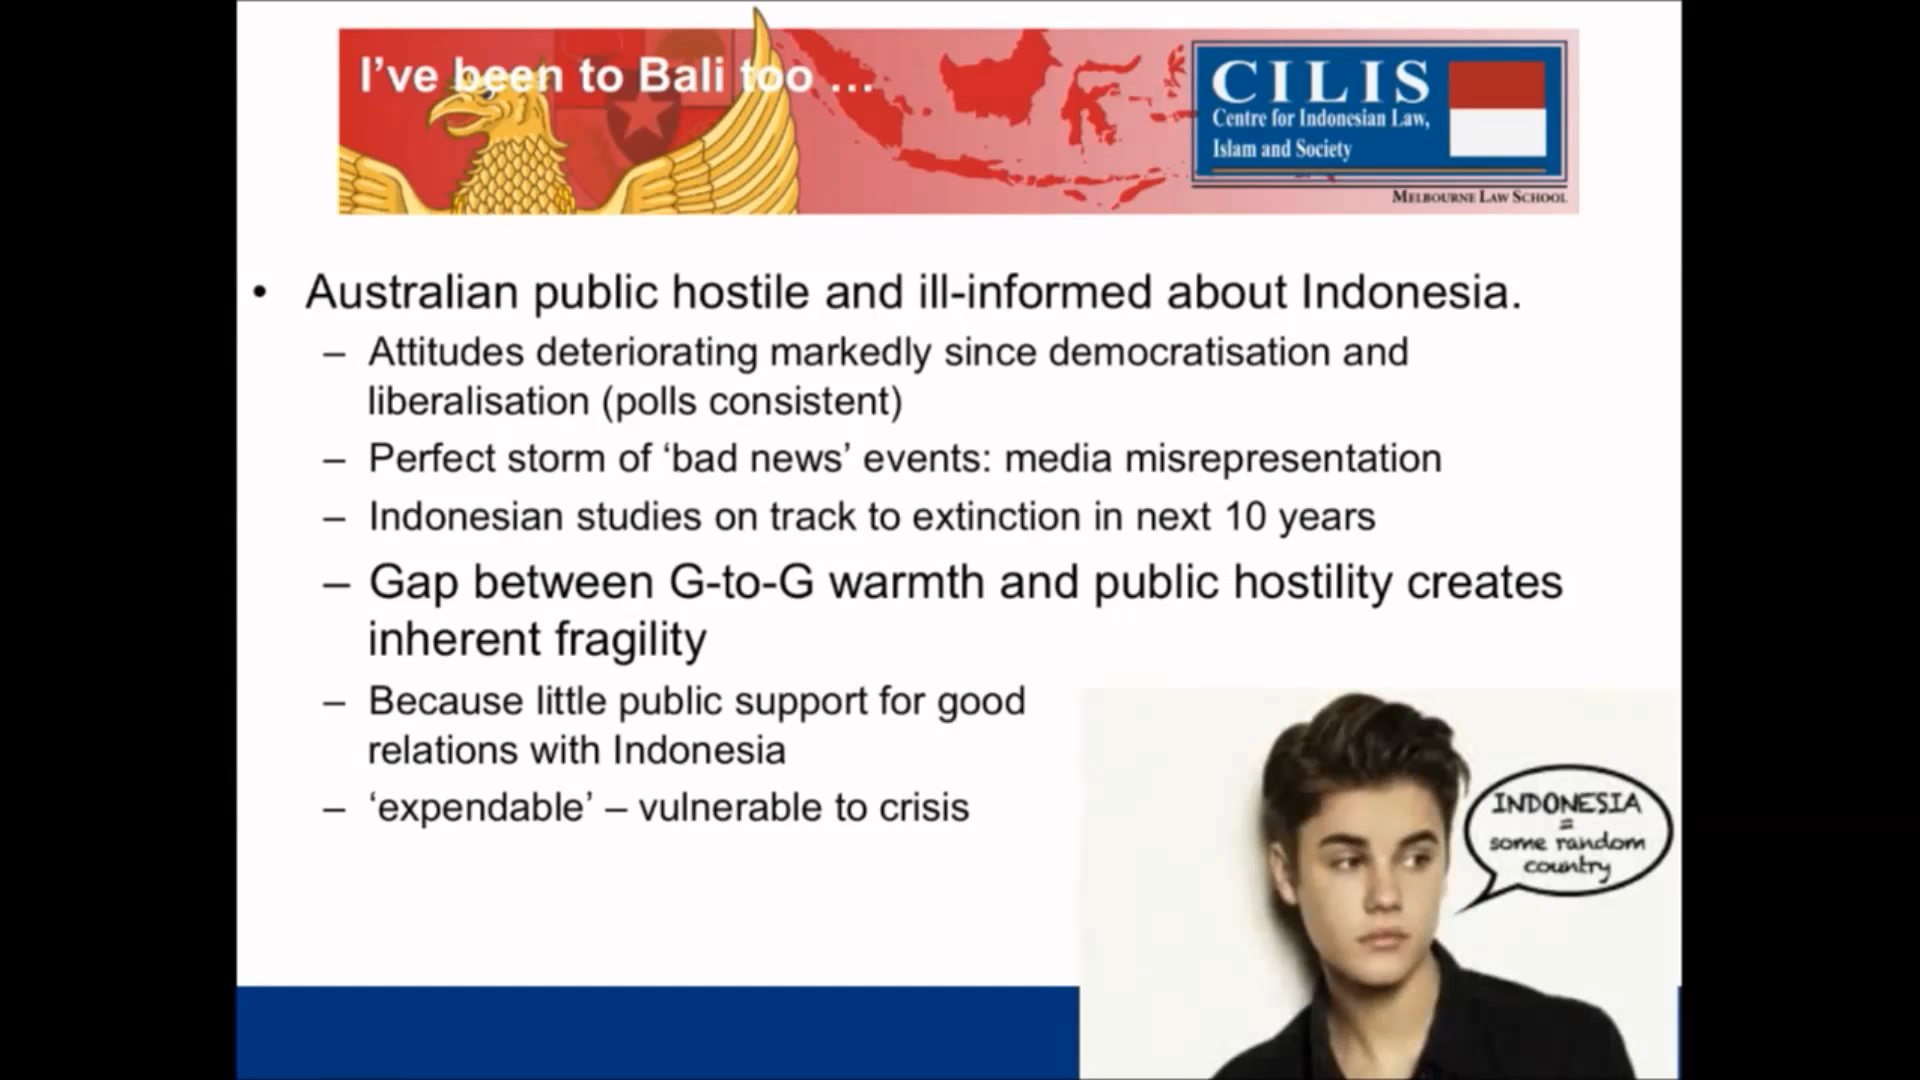 I’ve been to Bali too …
CILIS
Centre for Indonesian Law,
Islam and Society
MELBOURNE LAW SCHOOL
• Australian public hostile and ill-informed about Indonesia.
– Attitudes deteriorating markedly since democratisation and
liberalisation (polls consistent)
– Perfect storm of ‘bad news’ events: media misrepresentation
– Indonesian studies on track to extinction in next 10 years
– Gap between G-to-G warmth and public hostility creates
inherent fragility
– Because little public support for good
relations with Indonesia
– ‘expendable’ – vulnerable to crisis
INDONESIA
=
some random
country